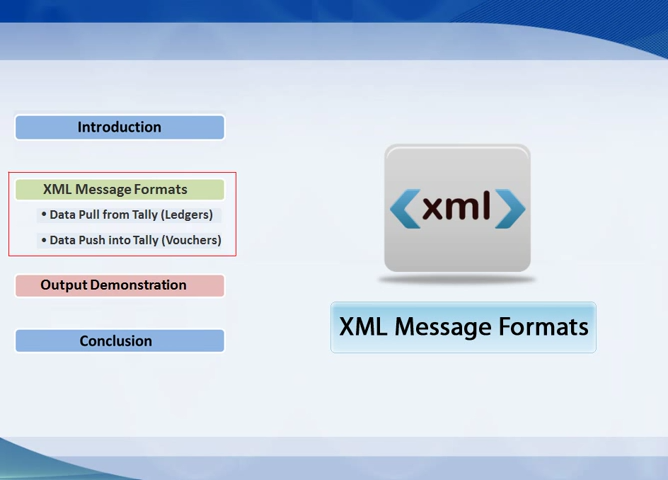 Introduction
XML Message Formats
• Data Pull from Tally (Ledgers)
• Data Push into Tally (Vouchers)
Output Demonstration
Conclusion
xml
XML Message Formats